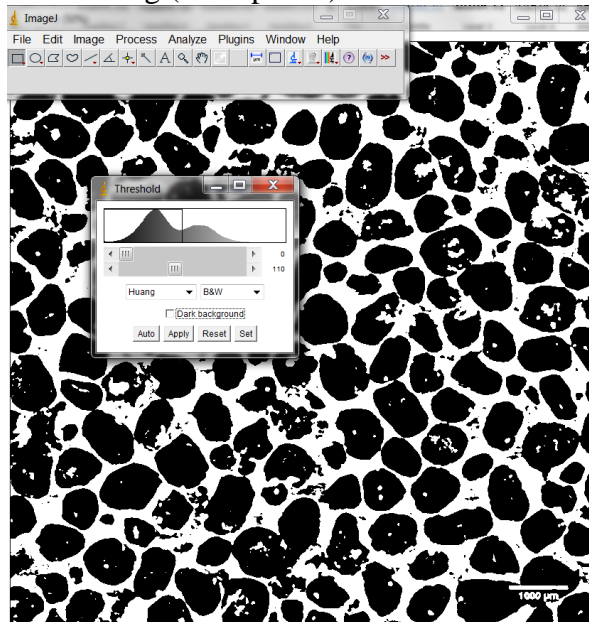 ImageJ
File Edit Image Process Analyze Plugins Window Help
A >>
Threshold
0
110
Huang B&W
Dark background
Auto Apply Reset Set
1000 µm